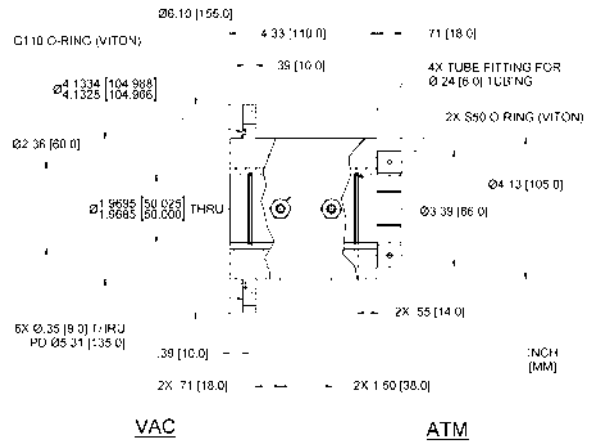 Ø6.10 [155.0]
G110 O-RING (VITON)
4.33 [110.0]
.71 [18.0]
.39 [10.0]
4X TUBE FITTING FOR
Ø.24 [6.0] TUBING
Ø4.1334 [104.988]
4.1325 [104.966]
2X S50 O-RING (VITON)
Ø2.36 [60.0]
Ø4.13 [105.0]
Ø1.9695 [50.025] THRU
1.9685 [50.000]
Ø3.39 [86.0]
2X .55 [14.0]
6X Ø.35 [9.0] THRU
PD Ø5.31 [135.0]
.39 [10.0]
INCH
[MM]
2X .71 [18.0]
2X 1.50 [38.0]
VAC
ATM